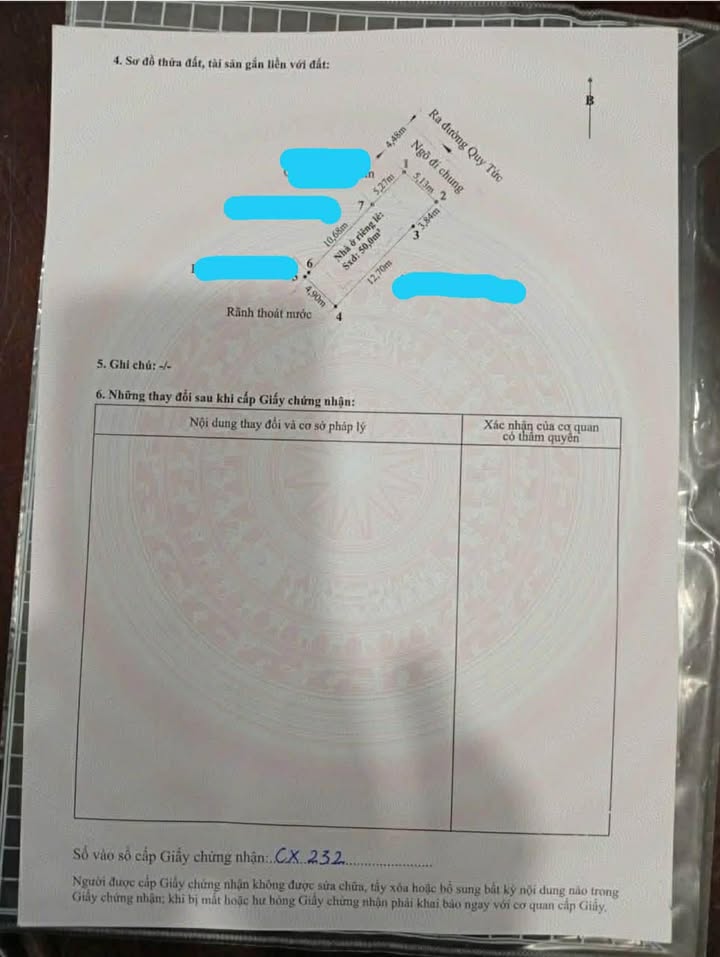 4. Sơ đồ thửa đất, tài sản gắn liền với đất:
B
Ra đường Quy Tức
4,48m
Ngõ đi chung
1
5,13m
2
n
5,27m
7
3,84m
3
10,68m
Nhà ở riêng lẻ:
Sxd: 50,0m²
6
12,70m
4,90m
4
Rãnh thoát nước
5. Ghi chú: -/-
6. Những thay đổi sau khi cấp Giấy chứng nhận:
Nội dung thay đổi và cơ sở pháp lý
Xác nhận của cơ quan
có thẩm quyền
Số vào sổ cấp Giấy chứng nhận: CX 232
Người được cấp Giấy chứng nhận không được sửa chữa, tẩy xóa hoặc bổ sung bất kỳ nội dung nào trong
Giấy chứng nhận; khi bị mất hoặc hư hỏng Giấy chứng nhận phải khai báo ngay với cơ quan cấp Giấy.